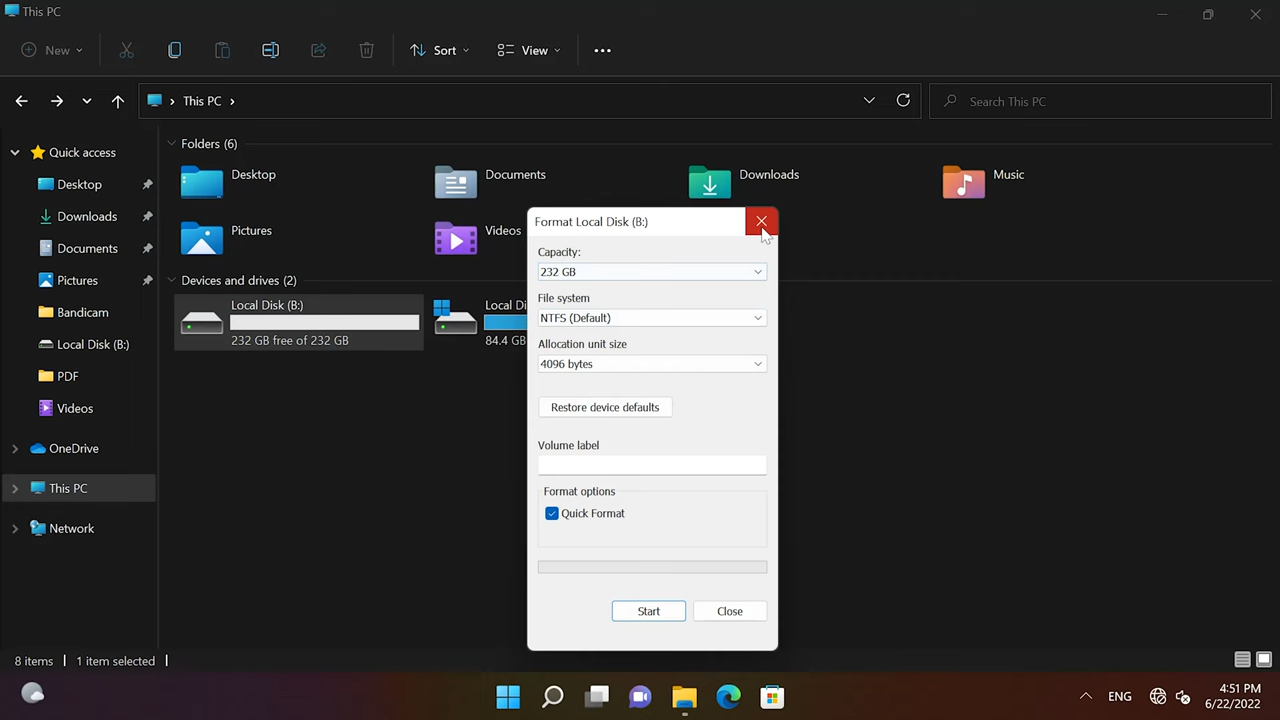 This PC
New
Sort
View
This PC
Search This PC
Quick access
Desktop
Downloads
Documents
Pictures
Bandicam
Local Disk (B:)
PDF
Videos
OneDrive
This PC
Network
Folders (6)
Desktop
Documents
Downloads
Music
Pictures
Videos
Devices and drives (2)
Local Disk (B:)
232 GB free of 232 GB
Local Di
84.4 GB
Format Local Disk (B:)
Capacity:
232 GB
File system
NTFS (Default)
Allocation unit size
4096 bytes
Restore device defaults
Volume label
Format options
Quick Format
Start
Close
8 items
1 item selected
ENG
4:51 PM
6/22/2022